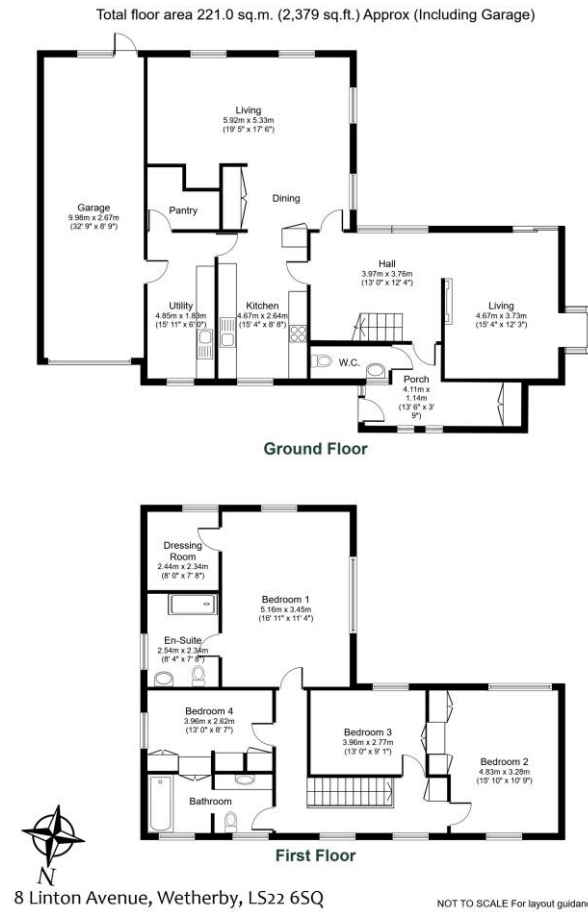 Total floor area 221.0 sq.m. (2,379 sq.ft.) Approx (Including Garage)
Living
5.92m x 5.33m
(19' 5" x 17' 6")
Garage
9.98m x 2.67m
(32' 9" x 8' 9")
Pantry
Dining
Utility
4.85m x 1.83m
(15' 11" x 6' 0")
Kitchen
4.67m x 2.64m
(15' 4" x 8' 8")
Hall
3.97m x 3.76m
(13' 0" x 12' 4")
Living
4.67m x 3.73m
(15' 4" x 12' 3")
W.C.
Porch
4.11m x
1.14m
(13' 6" x 3'
9")
Ground Floor
Dressing
Room
2.44m x 2.34m
(8' 0" x 7' 8")
Bedroom 1
5.16m x 3.45m
(16' 11" x 11' 4")
En-Suite
2.54m x 2.34m
(8' 4" x 7' 8")
Bedroom 4
3.96m x 2.62m
(13' 0" x 8' 7")
Bedroom 3
3.96m x 2.77m
(13' 0" x 9' 1")
Bedroom 2
4.83m x 3.28m
(15' 10" x 10' 9")
Bathroom
First Floor
N
8 Linton Avenue, Wetherby, LS22 6SQ
NOT TO SCALE For layout guidanc